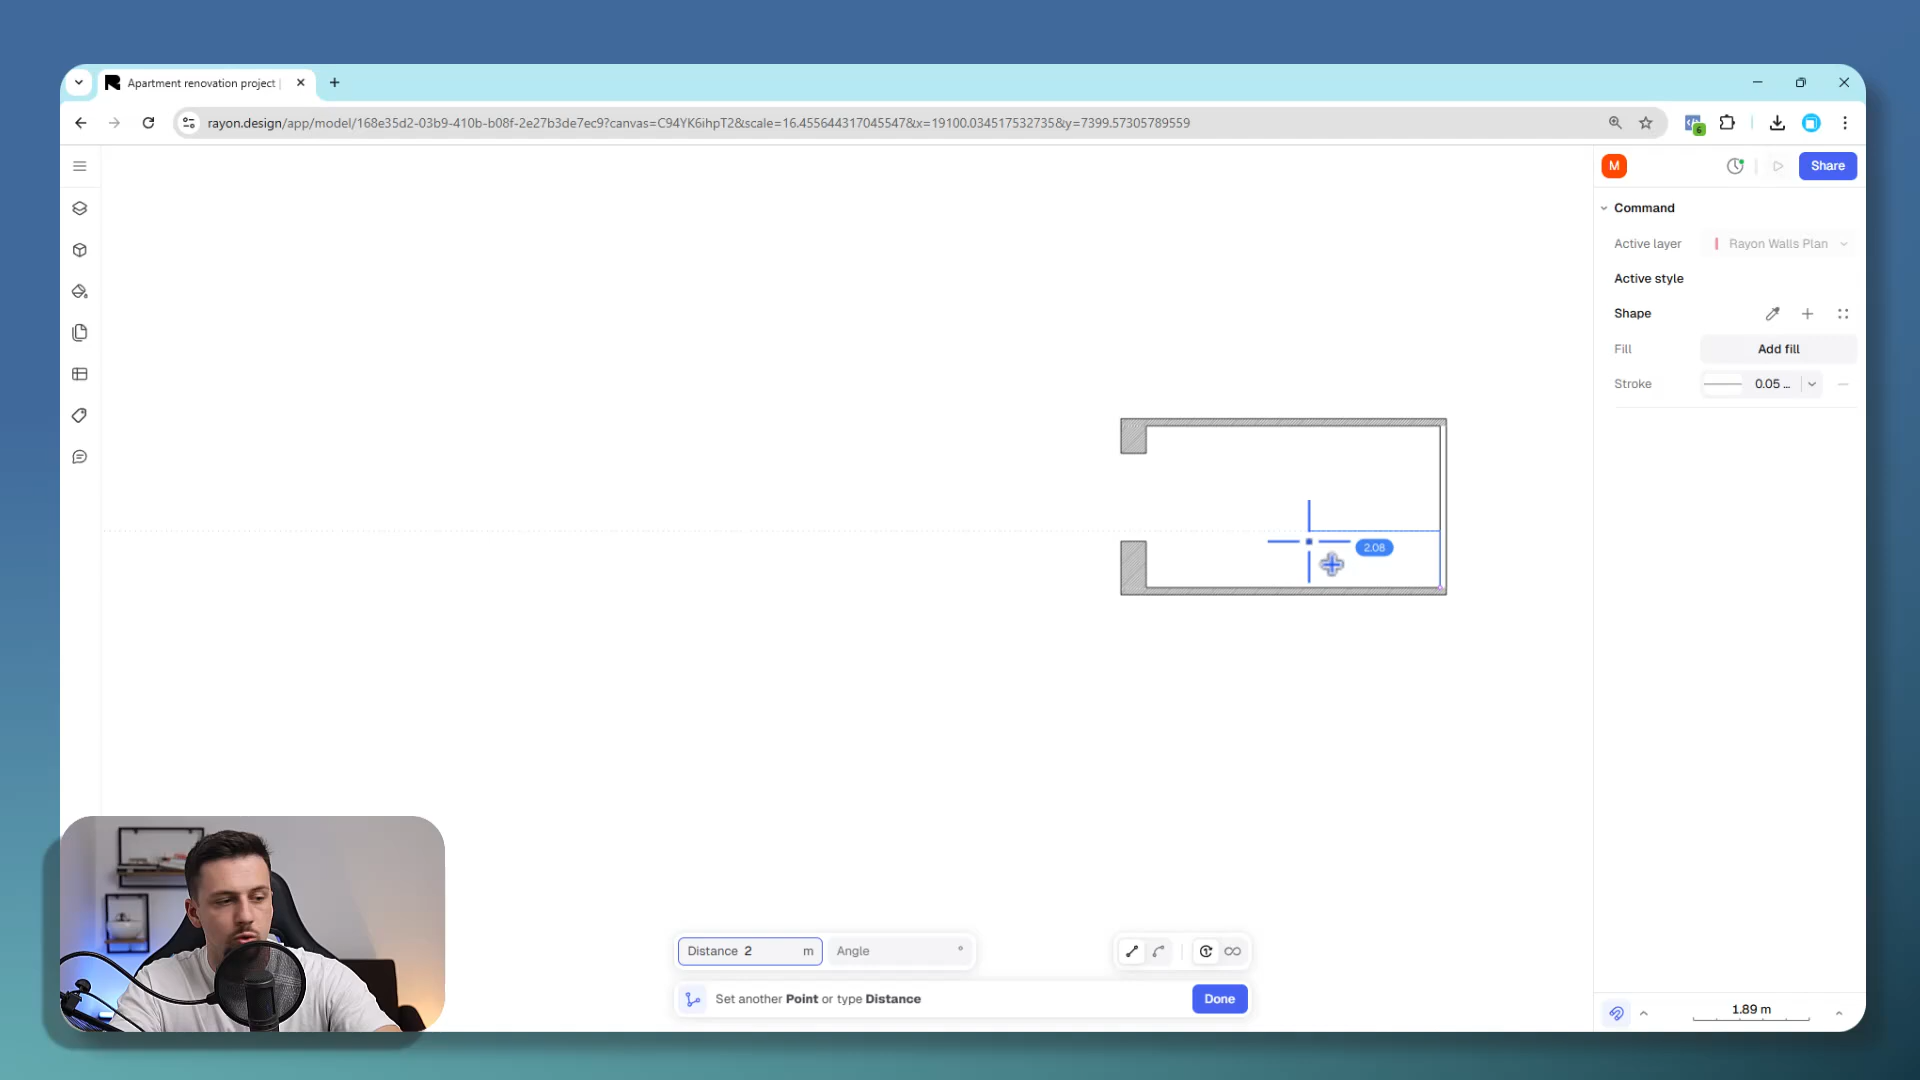 Apartment renovation project |
rayon.design/app/model/168e35d2-03b9-410b-b08f-2e27b3de7ec9?canvas=C94YK6ihpT2&scale=16.455644317045547&x=19100.034517532735&y=7399.57305789559
6
M
Share
Command
Active layer
Rayon Walls Plan
Active style
Shape
Fill
Add fill
Stroke
0.05 ...
2.08
Distance 2 m
Angle °
Set another Point or type Distance
Done
1.89 m